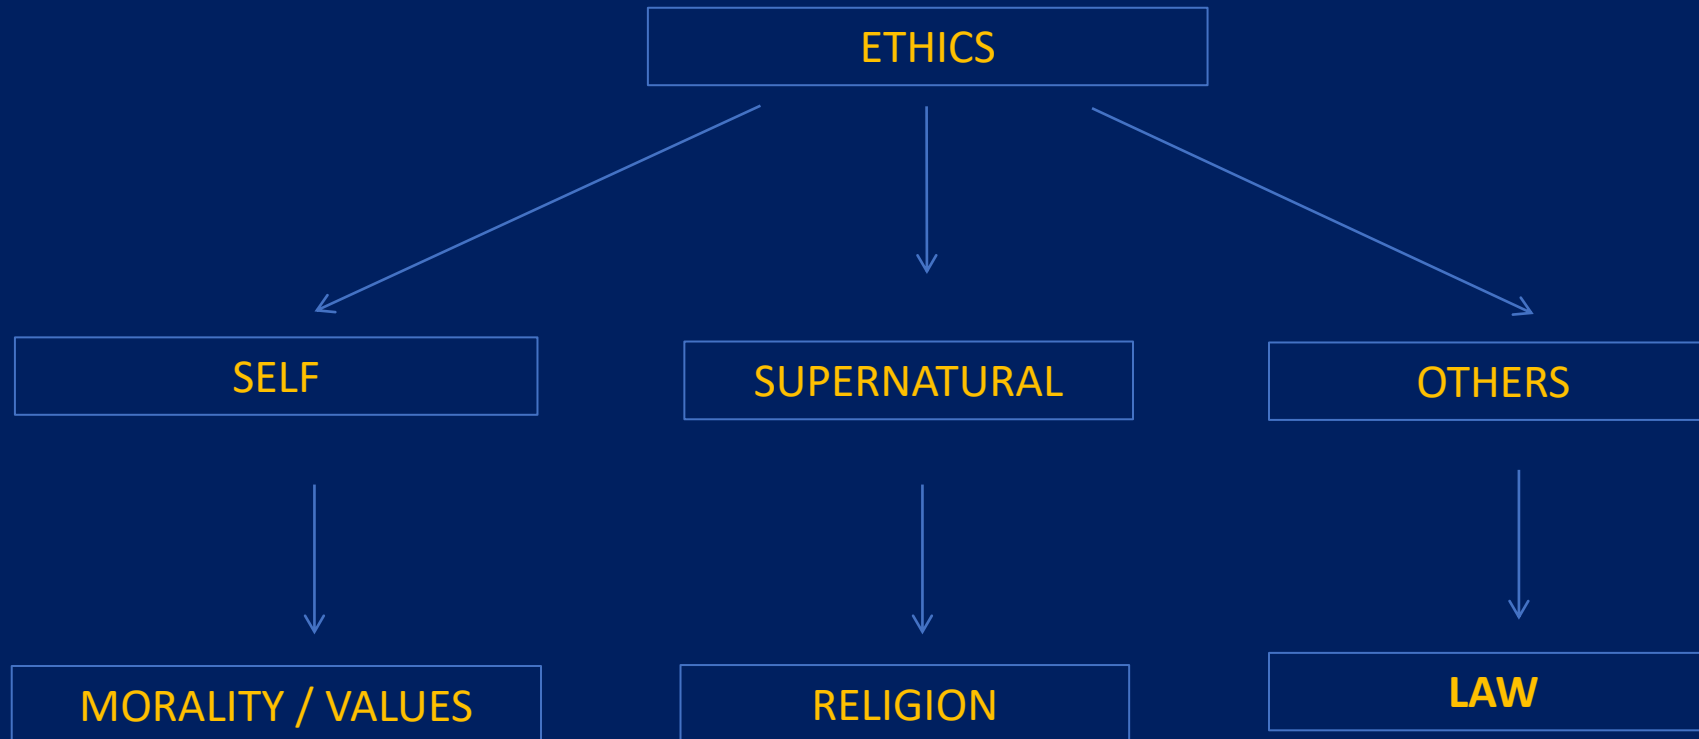 ETHICS
SELF
SUPERNATURAL
OTHERS
MORALITY / VALUES
RELIGION
LAW